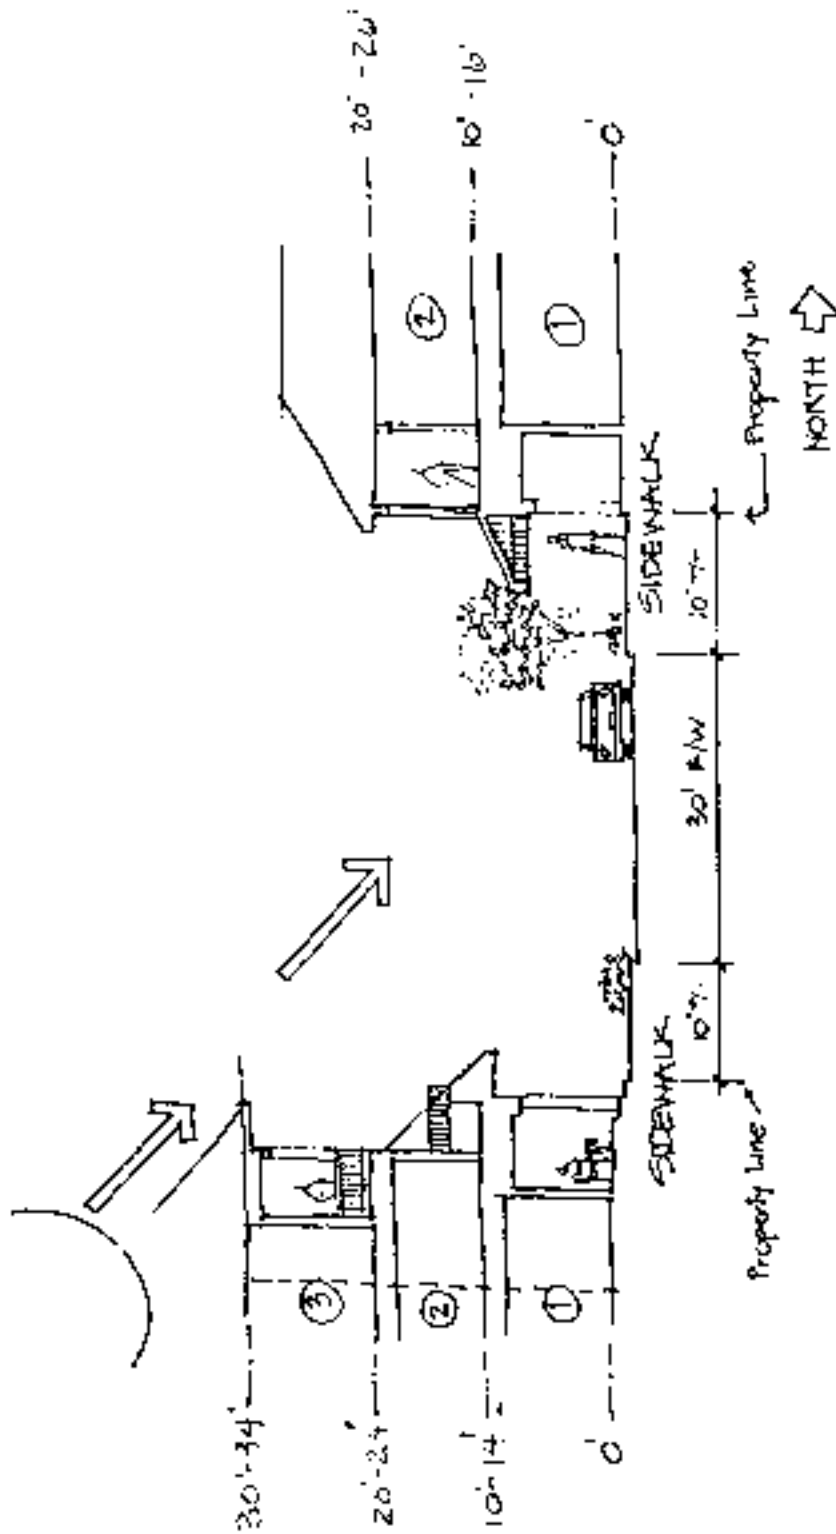 30'-34'
③
20'-24'
20'-26'
②
②
10'-14'
10'-16'
①
①
0'
0'
SIDEWALK
SIDEWALK
10' +/-
30' R/W
10' +/-
Property Line
Property Line
NORTH